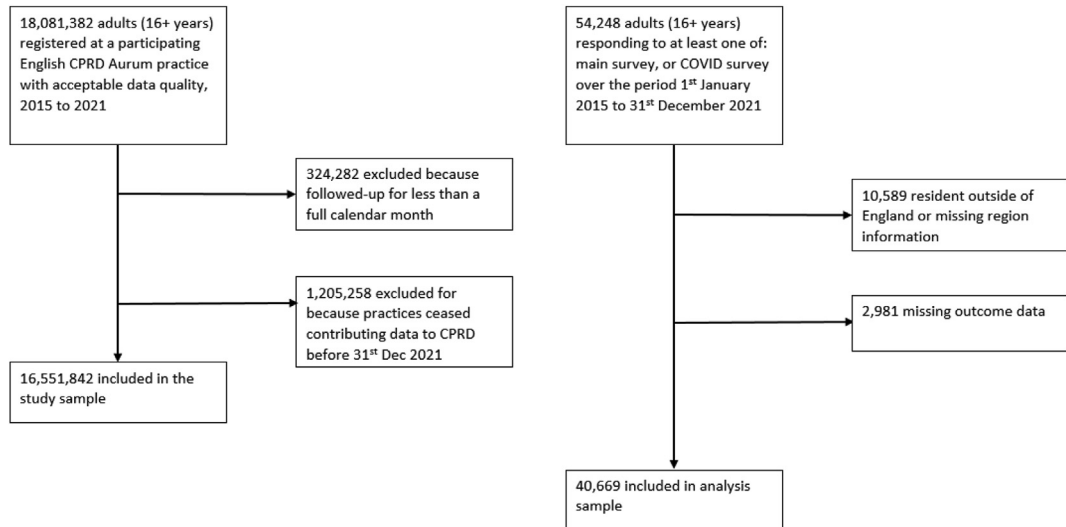 18,081,382 adults (16+ years)
registered at a participating
English CPRD Aurum practice
with acceptable data quality,
2015 to 2021
324,282 excluded because
followed-up for less than a
full calendar month
1,205,258 excluded for
because practices ceased
contributing data to CPRD
before 31st Dec 2021
16,551,842 included in the
study sample
54,248 adults (16+ years)
responding to at least one of:
main survey, or COVID survey
over the period 1st January
2015 to 31st December 2021
10,589 resident outside of
England or missing region
information
2,981 missing outcome data
40,669 included in analysis
sample